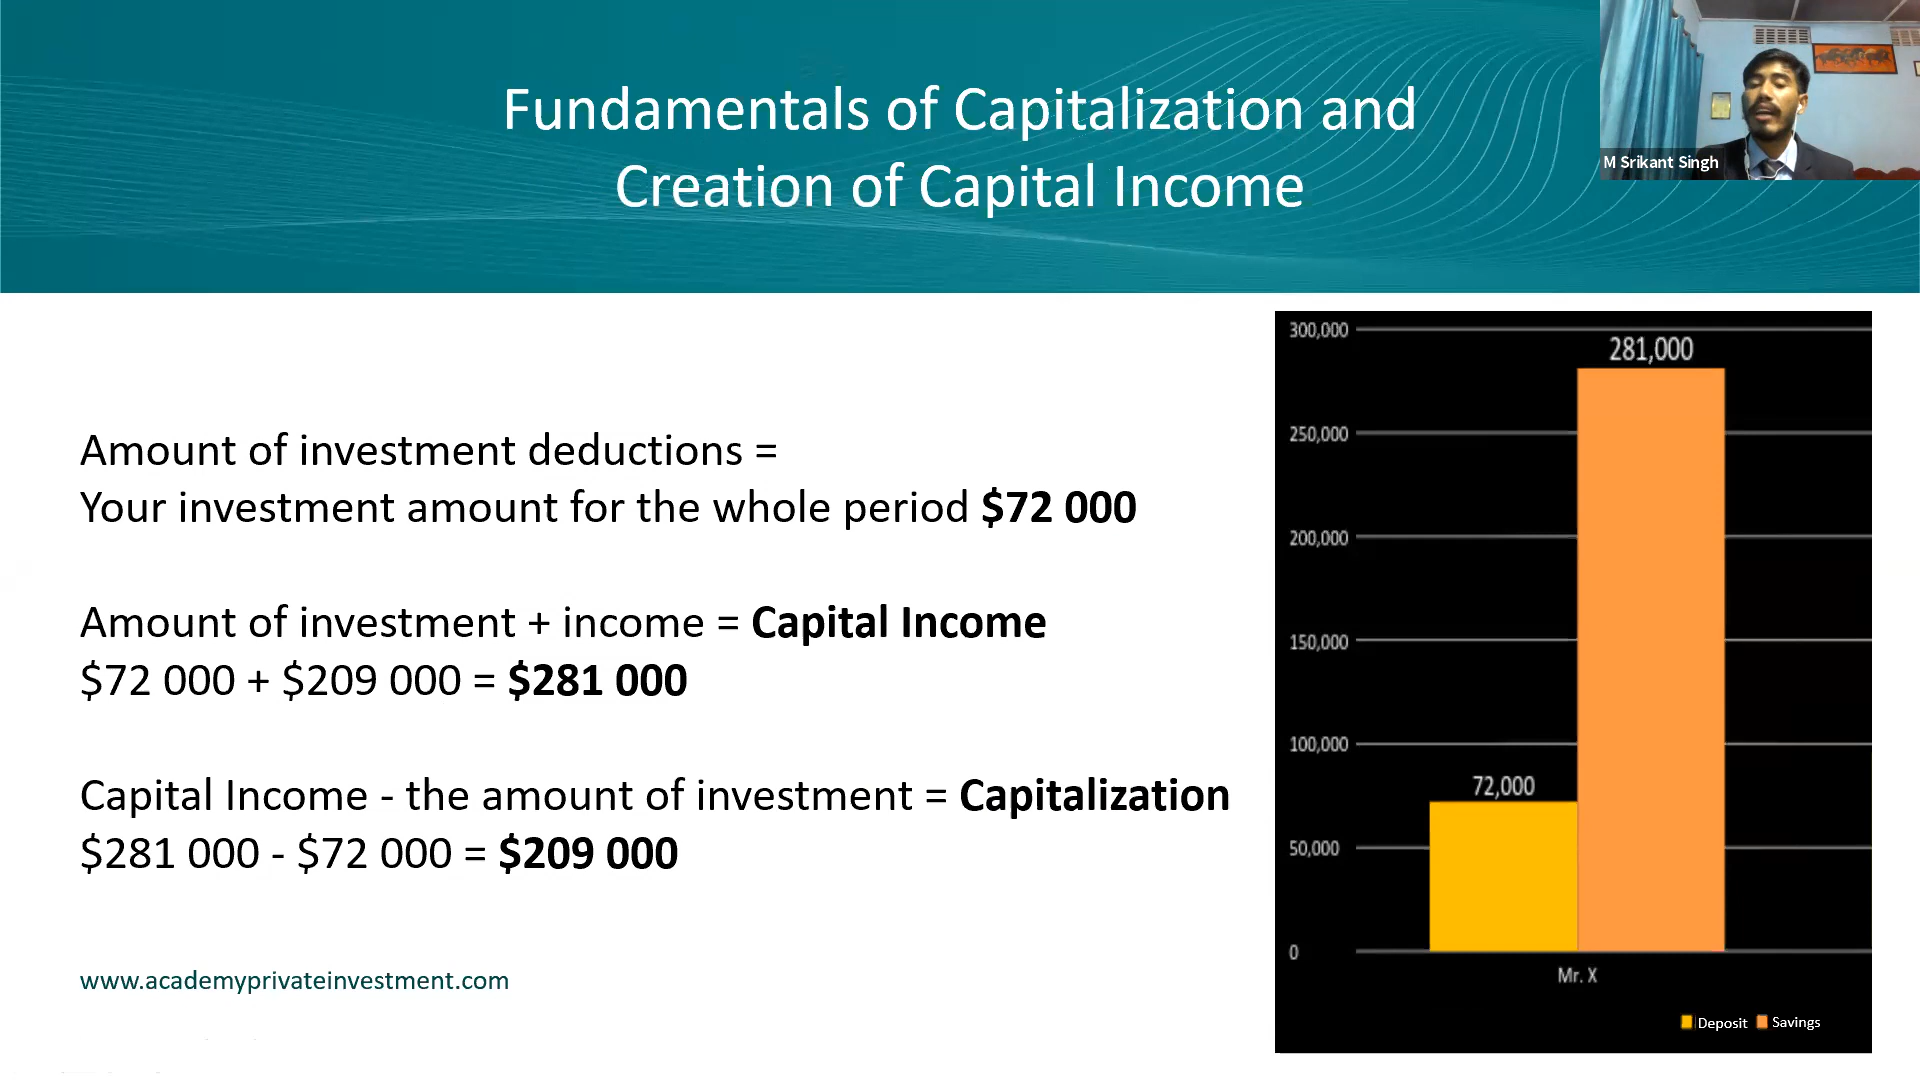 Fundamentals of Capitalization and
Creation of Capital Income
M Srikant Singh
Amount of investment deductions =
Your investment amount for the whole period $72 000
Amount of investment + income = Capital Income
$72 000 + $209 000 = $281 000
Capital Income - the amount of investment = Capitalization
$281 000 - $72 000 = $209 000
www.academyprivateinvestment.com
300,000
281,000
250,000
200,000
150,000
100,000
72,000
50,000
0
Mr. X
Deposit Savings